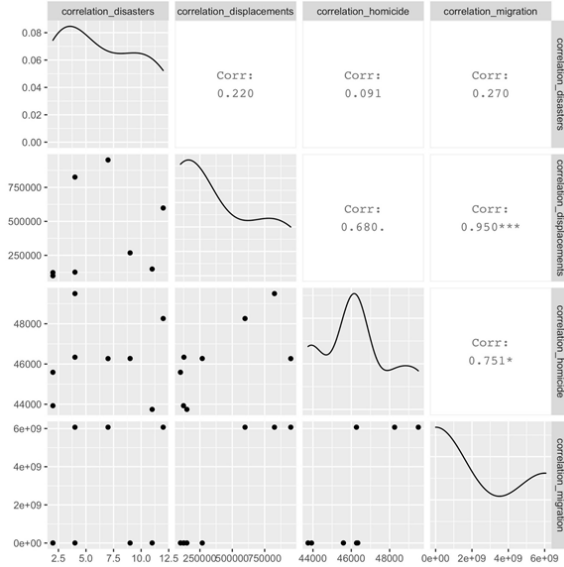 correlation_disasters correlation_displacements correlation_homicide correlation_migration
0.08
0.06
0.04
0.02
0.00
Corr:
0.220
Corr:
0.091
Corr:
0.270
correlation_disasters
750000
500000
250000
Corr:
0.680.
Corr:
0.950***
correlation_displacements
48000
46000
44000
Corr:
0.751*
correlation_homicide
6e+09
4e+09
2e+09
0e+00
correlation_migration
2.5 5.0 7.5 10.0 12.5 250000 500000 750000 44000 46000 48000 0e+00 2e+09 4e+09 6e+09